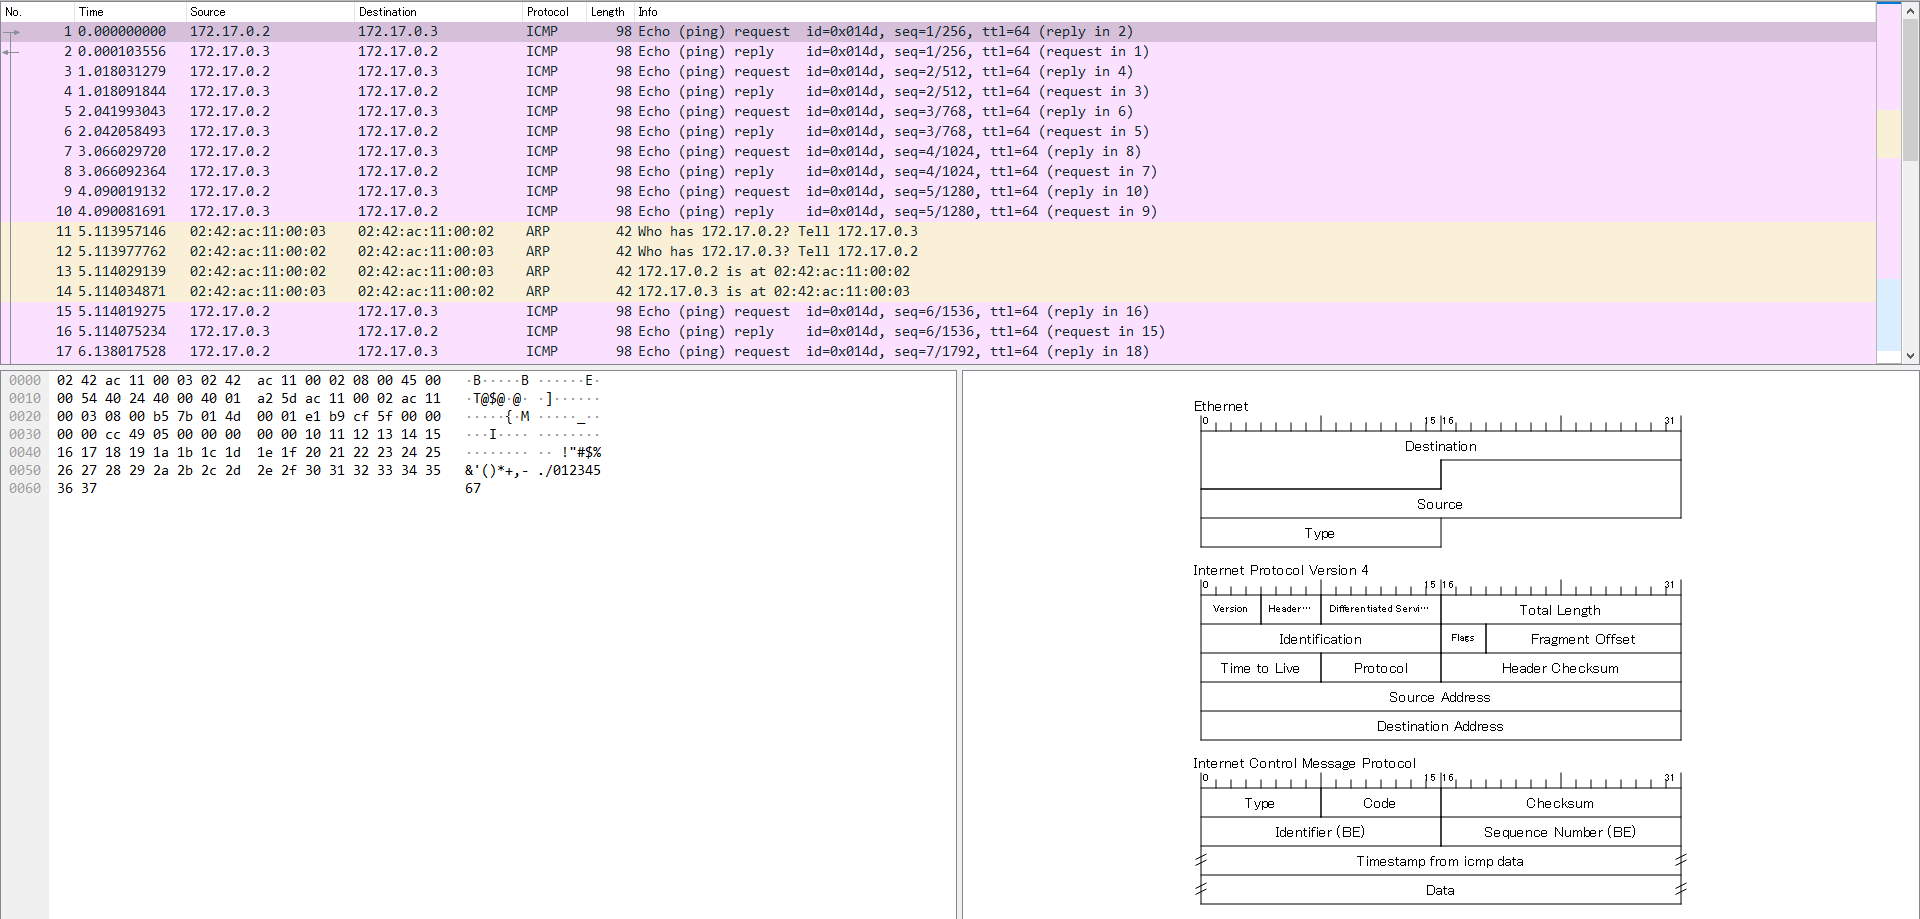 No. Time Source Destination Protocol Length Info
1 0.000000000 172.17.0.2 172.17.0.3 ICMP 98 Echo (ping) request id=0x014d, seq=1/256, ttl=64 (reply in 2)
2 0.000103556 172.17.0.3 172.17.0.2 ICMP 98 Echo (ping) reply id=0x014d, seq=1/256, ttl=64 (request in 1)
3 1.018031279 172.17.0.2 172.17.0.3 ICMP 98 Echo (ping) request id=0x014d, seq=2/512, ttl=64 (reply in 4)
4 1.018091844 172.17.0.3 172.17.0.2 ICMP 98 Echo (ping) reply id=0x014d, seq=2/512, ttl=64 (request in 3)
5 2.041993043 172.17.0.2 172.17.0.3 ICMP 98 Echo (ping) request id=0x014d, seq=3/768, ttl=64 (reply in 6)
6 2.042058493 172.17.0.3 172.17.0.2 ICMP 98 Echo (ping) reply id=0x014d, seq=3/768, ttl=64 (request in 5)
7 3.066029720 172.17.0.2 172.17.0.3 ICMP 98 Echo (ping) request id=0x014d, seq=4/1024, ttl=64 (reply in 8)
8 3.066092364 172.17.0.3 172.17.0.2 ICMP 98 Echo (ping) reply id=0x014d, seq=4/1024, ttl=64 (request in 7)
9 4.090019132 172.17.0.2 172.17.0.3 ICMP 98 Echo (ping) request id=0x014d, seq=5/1280, ttl=64 (reply in 10)
10 4.090081691 172.17.0.3 172.17.0.2 ICMP 98 Echo (ping) reply id=0x014d, seq=5/1280, ttl=64 (request in 9)
11 5.113957146 02:42:ac:11:00:03 02:42:ac:11:00:02 ARP 42 Who has 172.17.0.2? Tell 172.17.0.3
12 5.113977762 02:42:ac:11:00:02 02:42:ac:11:00:03 ARP 42 Who has 172.17.0.3? Tell 172.17.0.2
13 5.114029139 02:42:ac:11:00:02 02:42:ac:11:00:03 ARP 42 172.17.0.2 is at 02:42:ac:11:00:02
14 5.114034871 02:42:ac:11:00:03 02:42:ac:11:00:02 ARP 42 172.17.0.3 is at 02:42:ac:11:00:03
15 5.114019275 172.17.0.2 172.17.0.3 ICMP 98 Echo (ping) request id=0x014d, seq=6/1536, ttl=64 (reply in 16)
16 5.114075234 172.17.0.3 172.17.0.2 ICMP 98 Echo (ping) reply id=0x014d, seq=6/1536, ttl=64 (request in 15)
17 6.138017528 172.17.0.2 172.17.0.3 ICMP 98 Echo (ping) request id=0x014d, seq=7/1792, ttl=64 (reply in 18)
0000 02 42 ac 11 00 03 02 42 ac 11 00 02 08 00 45 00 ·B·····B ······E·
0010 00 54 40 24 40 00 40 01 a2 5d ac 11 00 02 ac 11 ·T@$@·@· ·]······
0020 00 03 08 00 b5 7b 01 4d 00 01 e1 b9 cf 5f 00 00 ·····{·M ·····_··
0030 00 00 cc 49 05 00 00 00 00 00 10 11 12 13 14 15 ···I···· ········
0040 16 17 18 19 1a 1b 1c 1d 1e 1f 20 21 22 23 24 25 ········ ·· !"#$%
0050 26 27 28 29 2a 2b 2c 2d 2e 2f 30 31 32 33 34 35 &'()*+,- ./012345
0060 36 37 67
Ethernet
0 15 16 31
Destination
Source
Type
Internet Protocol Version 4
0 15 16 31
Version Header… Differentiated Servi… Total Length
Identification Flags Fragment Offset
Time to Live Protocol Header Checksum
Source Address
Destination Address
Internet Control Message Protocol
0 15 16 31
Type Code Checksum
Identifier (BE) Sequence Number (BE)
Timestamp from icmp data
Data